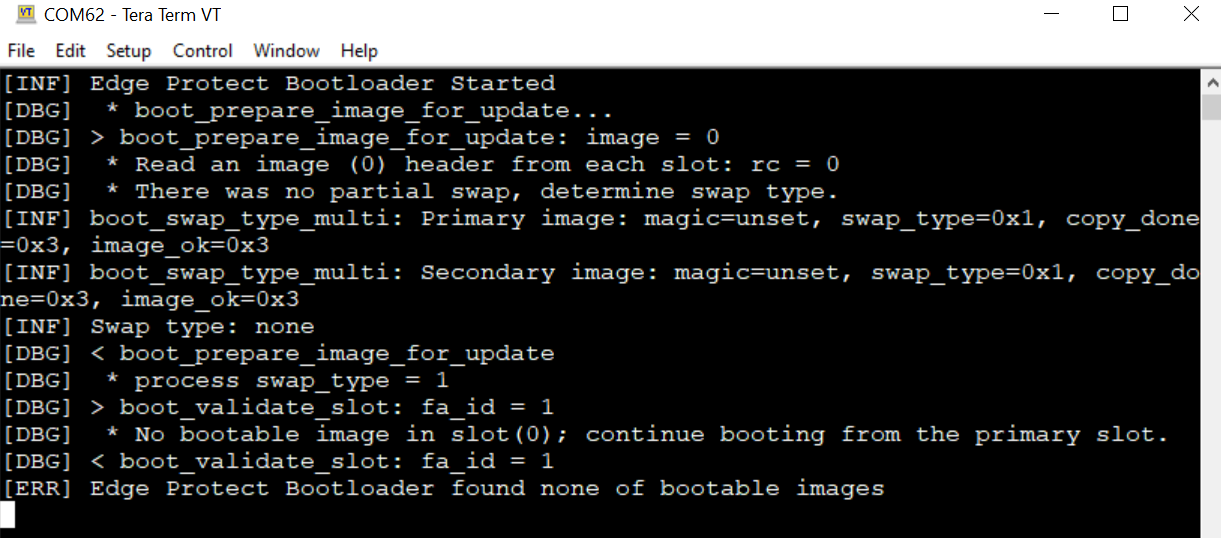 COM62 - Tera Term VT
File Edit Setup Control Window Help
[INF] Edge Protect Bootloader Started
[DBG]  * boot_prepare_image_for_update...
[DBG] > boot_prepare_image_for_update: image = 0
[DBG]  * Read an image (0) header from each slot: rc = 0
[DBG]  * There was no partial swap, determine swap type.
[INF] boot_swap_type_multi: Primary image: magic=unset, swap_type=0x1, copy_done
=0x3, image_ok=0x3
[INF] boot_swap_type_multi: Secondary image: magic=unset, swap_type=0x1, copy_do
ne=0x3, image_ok=0x3
[INF] Swap type: none
[DBG] < boot_prepare_image_for_update
[DBG]  * process swap_type = 1
[DBG] > boot_validate_slot: fa_id = 1
[DBG]  * No bootable image in slot(0); continue booting from the primary slot.
[DBG] < boot_validate_slot: fa_id = 1
[ERR] Edge Protect Bootloader found none of bootable images